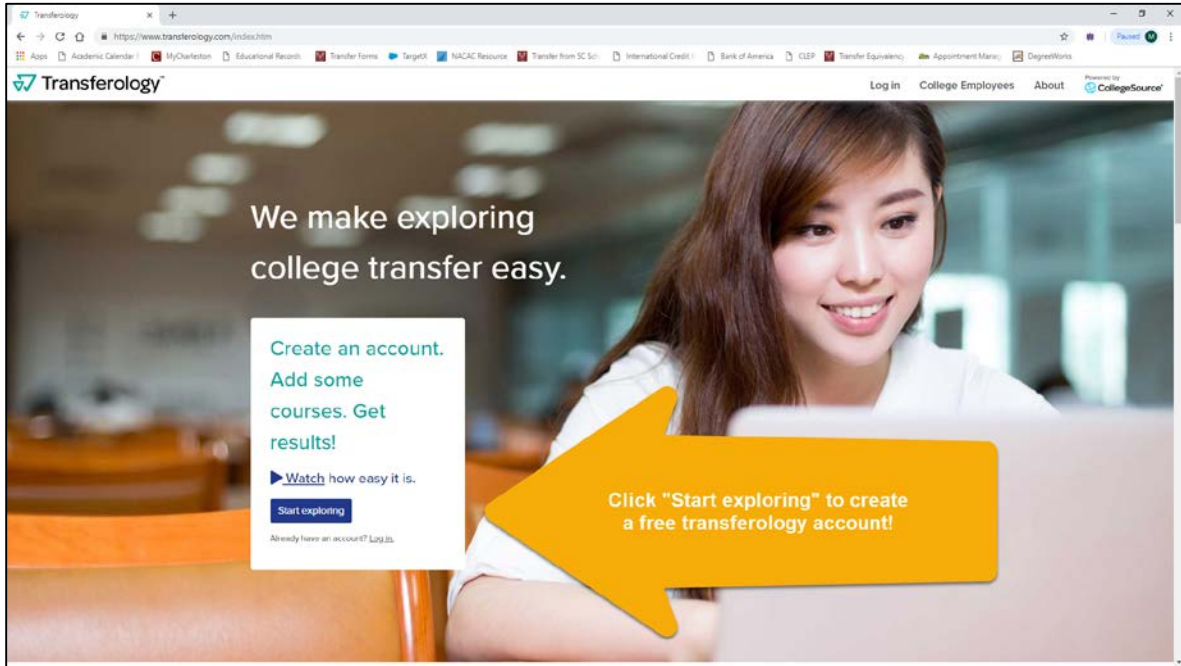 Transferology
https://www.transferology.com/index.htm
Paused M
Apps Academic Calendar MyCharleston Educational Records Transfer Forms TargetX NACAC Resource Transfer from SC Sch International Credit Bank of America CLEP Transfer Equivalency Appointment Manag DegreeWorks
Transferology™
Log in College Employees About
Powered by
CollegeSource®
We make exploring
college transfer easy.
Create an account.
Add some
courses. Get
results!
Watch how easy it is.
Start exploring
Already have an account? Log in.
Click "Start exploring" to create
a free transferology account!